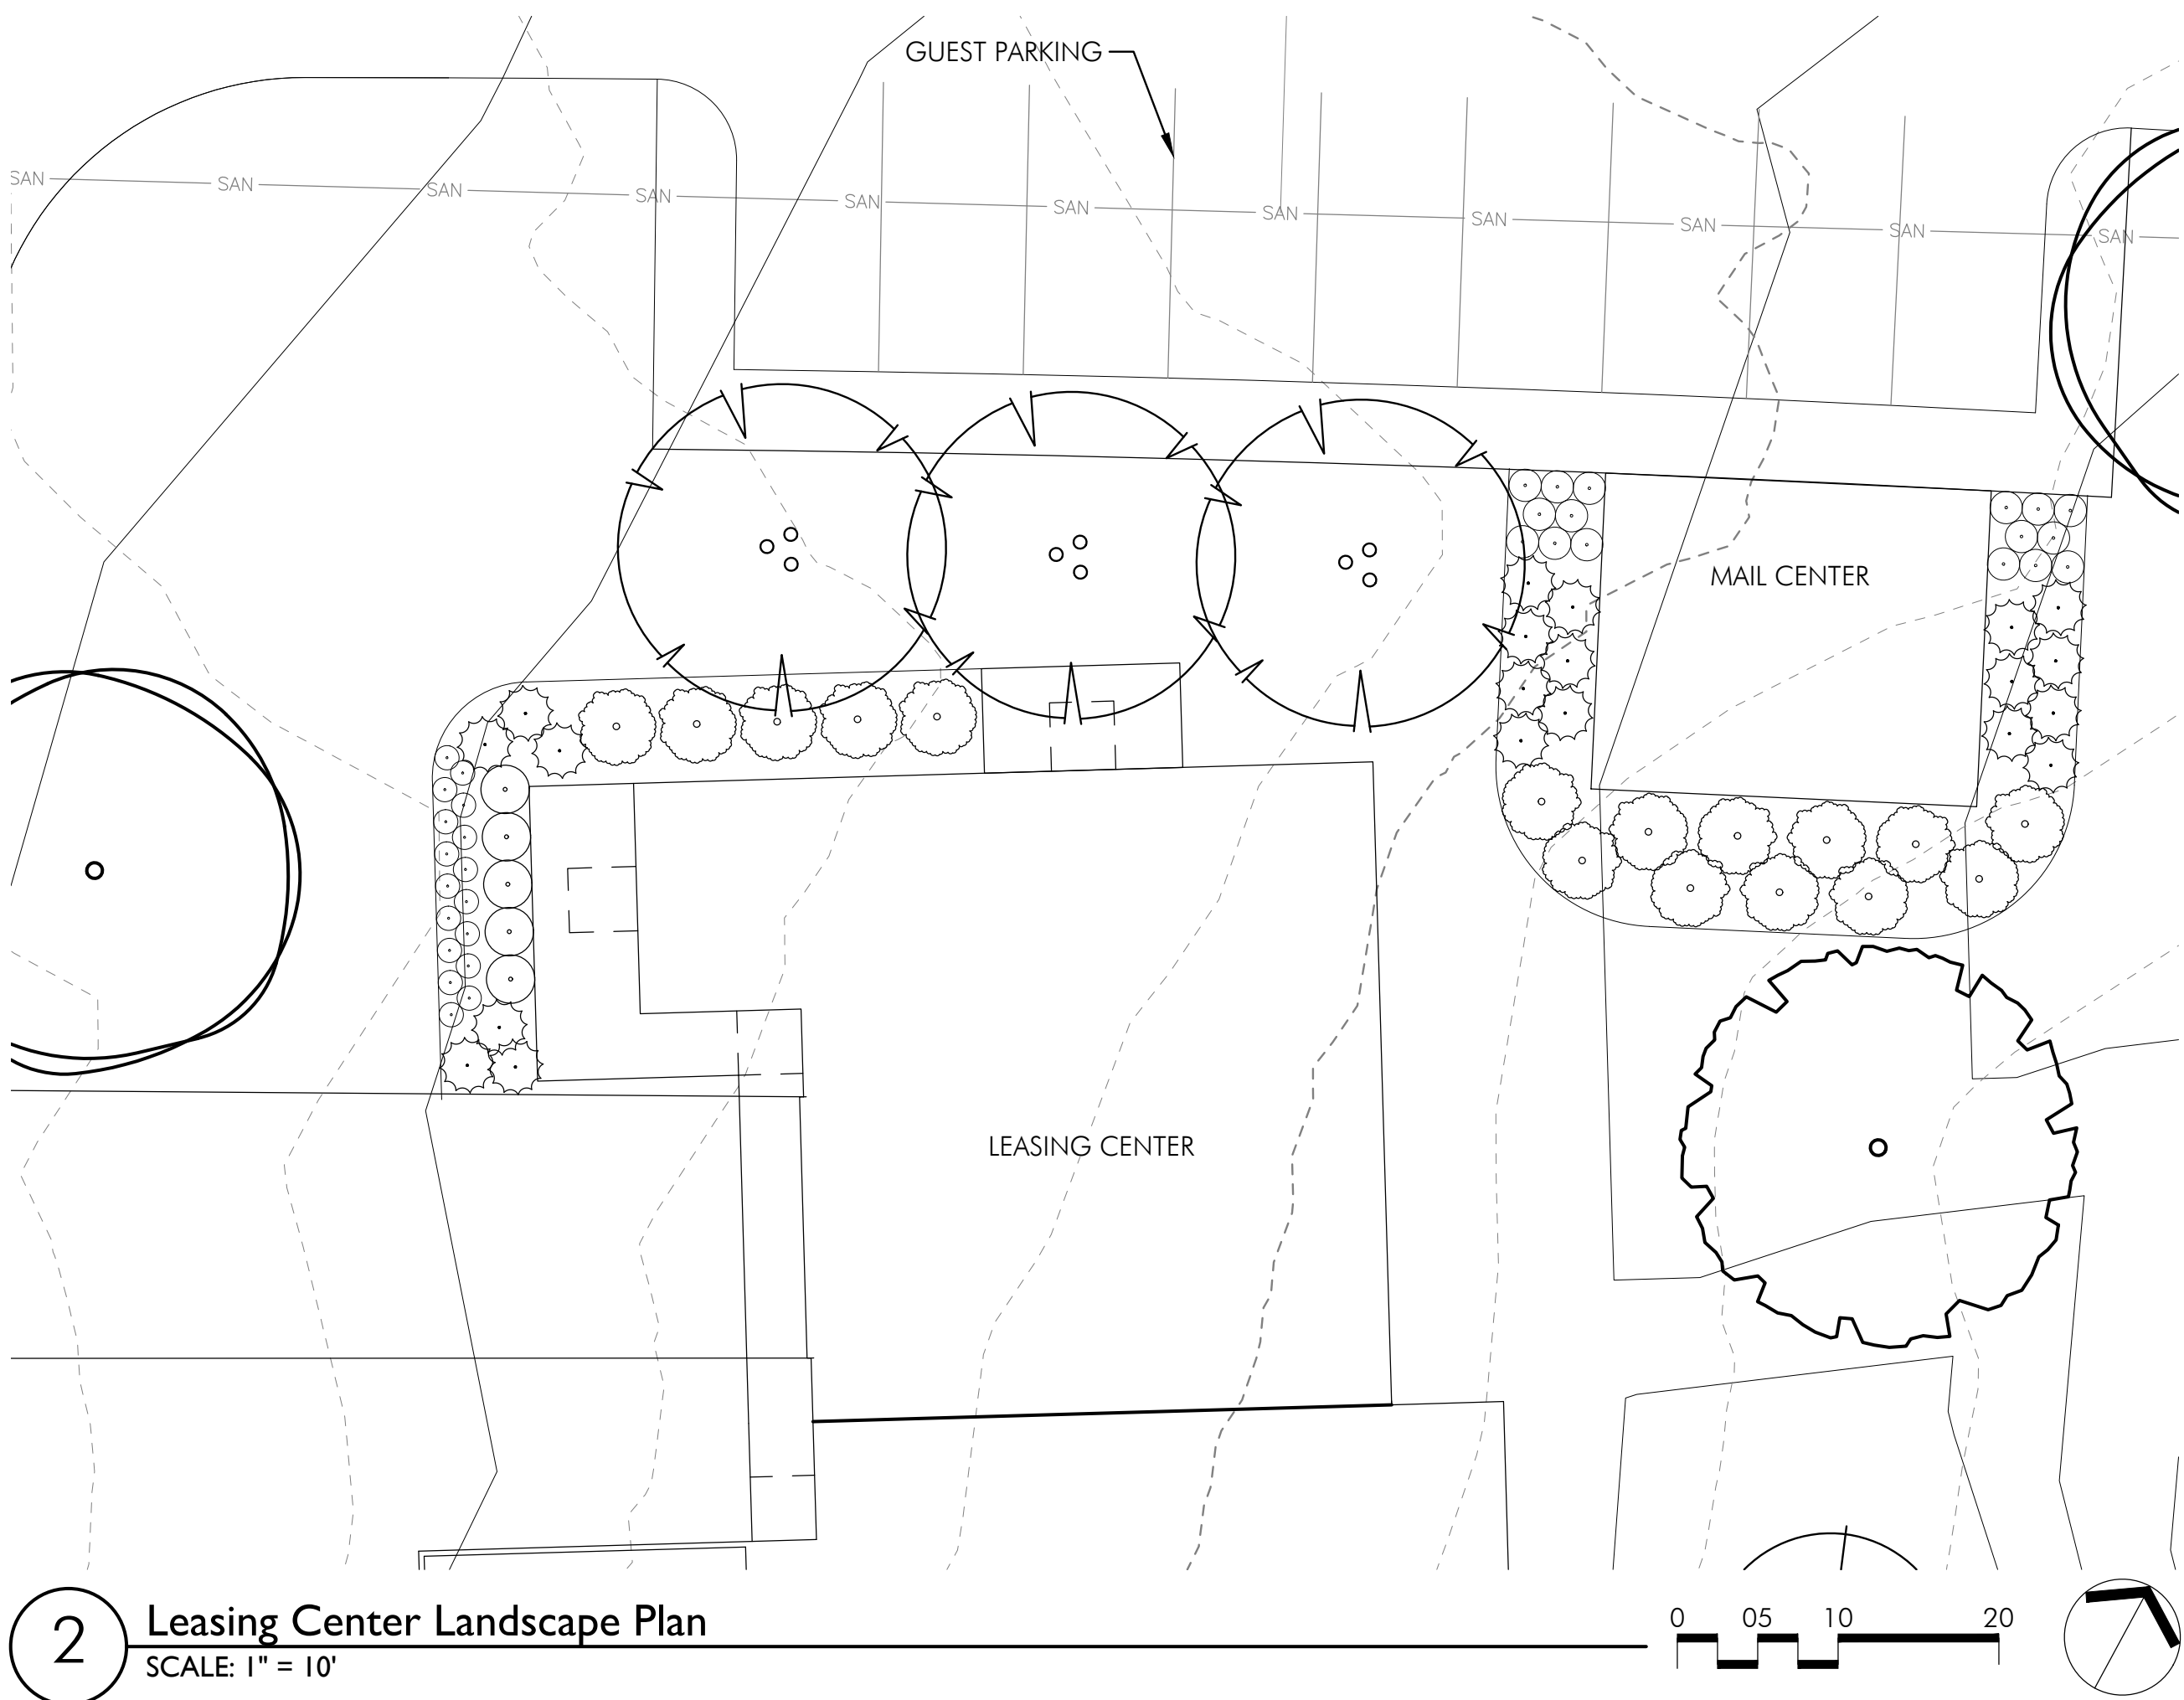 GUEST PARKING
SAN SAN SAN SAN SAN SAN SAN SAN SAN SAN SAN
MAIL CENTER
LEASING CENTER
2
Leasing Center Landscape Plan
SCALE: 1" = 10'
0 05 10 20